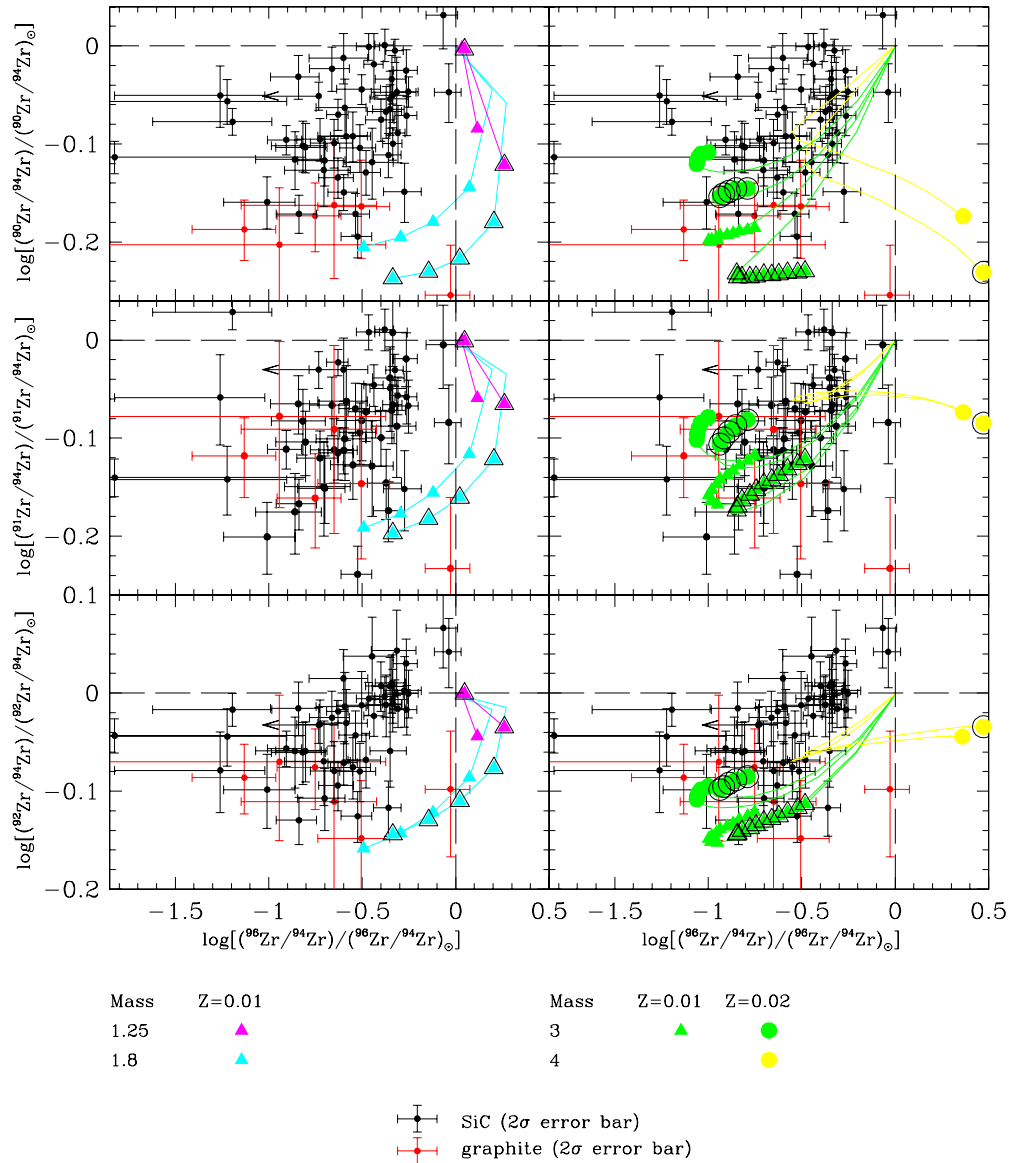 log[(⁹⁰Zr/⁹⁴Zr)/(⁹⁰Zr/⁹⁴Zr)⊙]
0
−0.1
−0.2
log[(⁹¹Zr/⁹⁴Zr)/(⁹¹Zr/⁹⁴Zr)⊙]
0
−0.1
−0.2
0.1
log[(⁹²Zr/⁹⁴Zr)/(⁹²Zr/⁹⁴Zr)⊙]
0
−0.1
−0.2
−1.5 −1 −0.5 0 0.5
−1 −0.5 0 0.5
log[(⁹⁶Zr/⁹⁴Zr)/(⁹⁶Zr/⁹⁴Zr)⊙]
log[(⁹⁶Zr/⁹⁴Zr)/(⁹⁶Zr/⁹⁴Zr)⊙]
Mass Z=0.01
1.25
1.8
Mass Z=0.01 Z=0.02
3
4
SiC (2σ error bar)
graphite (2σ error bar)